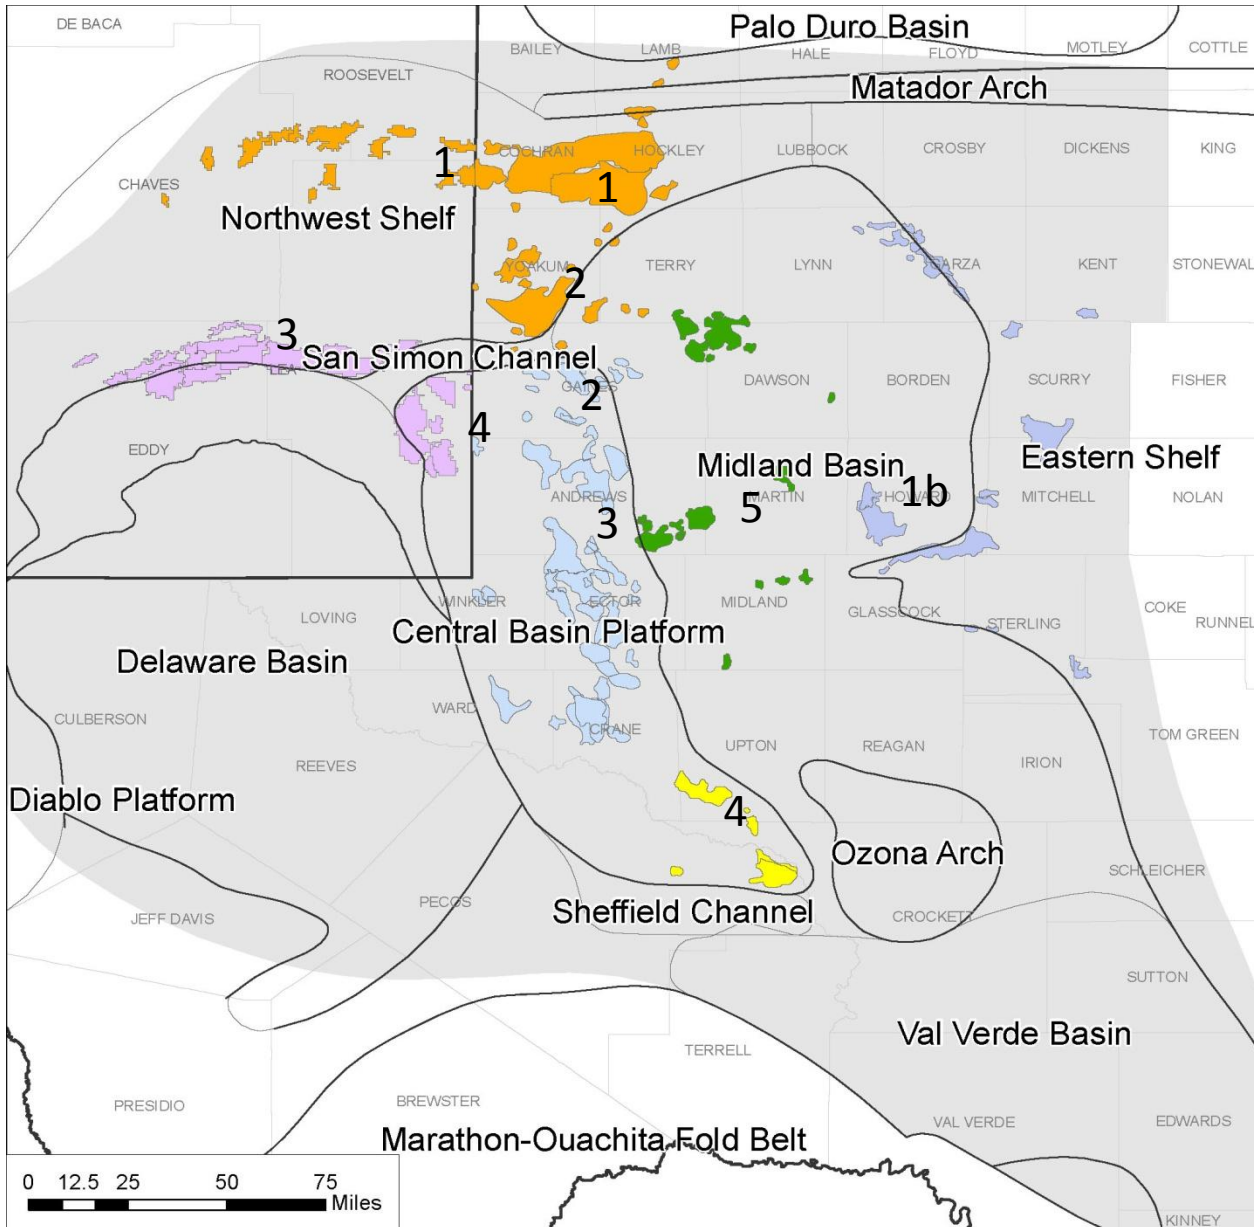 DE BACA
Palo Duro Basin
BAILEY
LAMB
HALE
FLOYD
MOTLEY
COTTLE
ROOSEVELT
Matador Arch
COCHRAN
HOCKLEY
LUBBOCK
CROSBY
DICKENS
KING
1
1
CHAVES
Northwest Shelf
YOAKUM
2
TERRY
LYNN
GARZA
KENT
STONEWAL
3
San Simon Channel
LEA
GAINES
2
DAWSON
BORDEN
SCURRY
FISHER
4
EDDY
Midland Basin
Eastern Shelf
ANDREWS
3
5
MARTIN
HOWARD
1b
MITCHELL
NOLAN
WINKLER
ECTOR
MIDLAND
GLASSCOCK
STERLING
COKE
RUNNEL
LOVING
Central Basin Platform
Delaware Basin
WARD
CRANE
CULBERSON
UPTON
REAGAN
IRION
TOM GREEN
REEVES
Diablo Platform
4
Ozona Arch
SCHLEICHER
PECOS
JEFF DAVIS
Sheffield Channel
CROCKETT
SUTTON
Val Verde Basin
TERRELL
PRESIDIO
BREWSTER
VAL VERDE
EDWARDS
Marathon-Ouachita Fold Belt
0 12.5 25 50 75
Miles
KINNEY